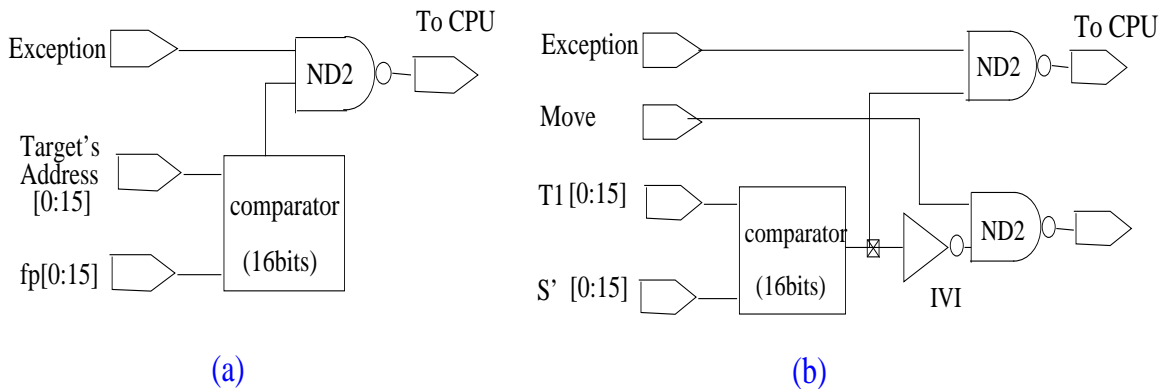 To CPU
Exception
ND2
Target's
Address
[0:15]
comparator
(16bits)
fp[0:15]
(a)
To CPU
Exception
ND2
Move
T1 [0:15]
comparator
(16bits)
ND2
S' [0:15]
IVI
(b)